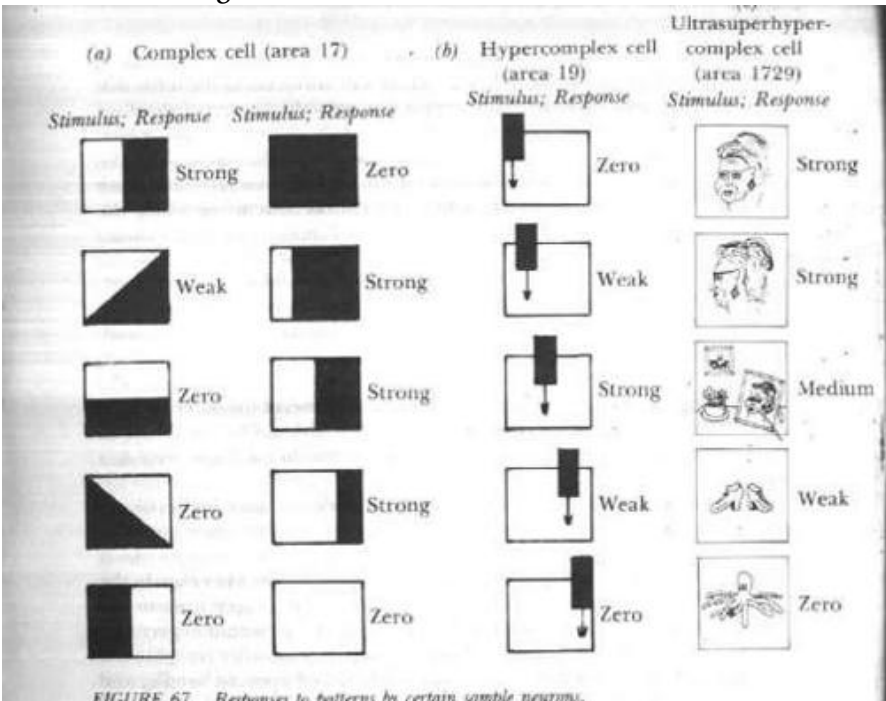 (a) Complex cell (area 17)
(b) Hypercomplex cell
(area 19)
Ultrasuperhyper-
complex cell
(area 1729)
Stimulus; Response Stimulus; Response
Stimulus; Response
Stimulus; Response
Strong
Zero
Zero
Strong
Weak
Strong
Weak
Strong
Zero
Strong
Strong
Medium
Zero
Strong
Weak
Weak
Zero
Zero
Zero
Zero
FIGURE 67. Responses to patterns by certain sample neurons.